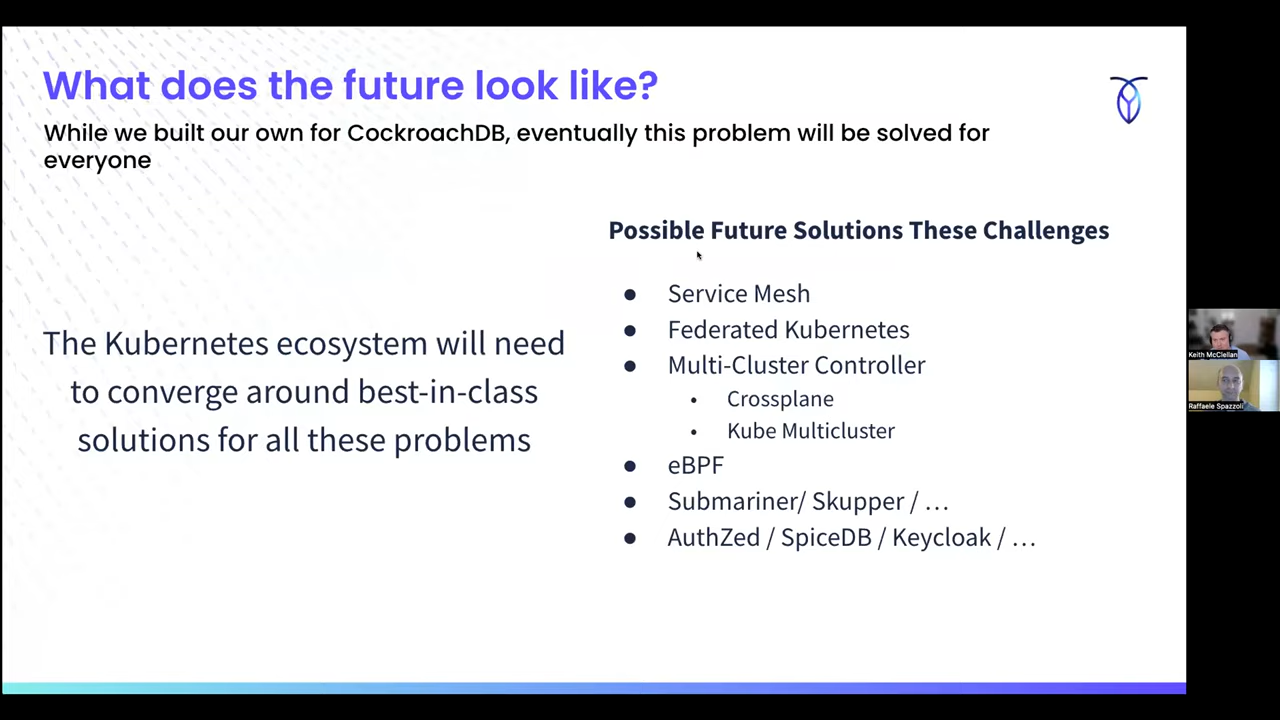 What does the future look like?
While we built our own for CockroachDB, eventually this problem will be solved for
everyone
The Kubernetes ecosystem will need
to converge around best-in-class
solutions for all these problems
Possible Future Solutions These Challenges
● Service Mesh
● Federated Kubernetes
● Multi-Cluster Controller
• Crossplane
• Kube Multicluster
● eBPF
● Submariner/ Skupper / …
● AuthZed / SpiceDB / Keycloak / …
Keith McClellan
Raffaele Spazzoli